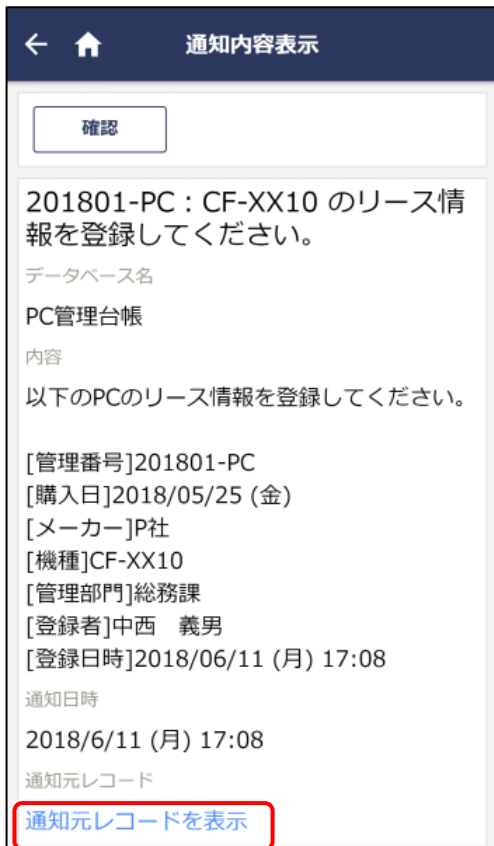 通知内容表示
確認
201801-PC：CF-XX10 のリース情
報を登録してください。
データベース名
PC管理台帳
内容
以下のPCのリース情報を登録してください。
[管理番号]201801-PC
[購入日]2018/05/25 (金)
[メーカー]P社
[機種]CF-XX10
[管理部門]総務課
[登録者]中西　義男
[登録日時]2018/06/11 (月) 17:08
通知日時
2018/6/11 (月) 17:08
通知元レコード
通知元レコードを表示